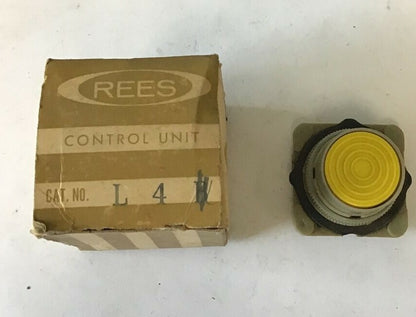 REES
CONTROL UNIT
CAT. NO. L 4